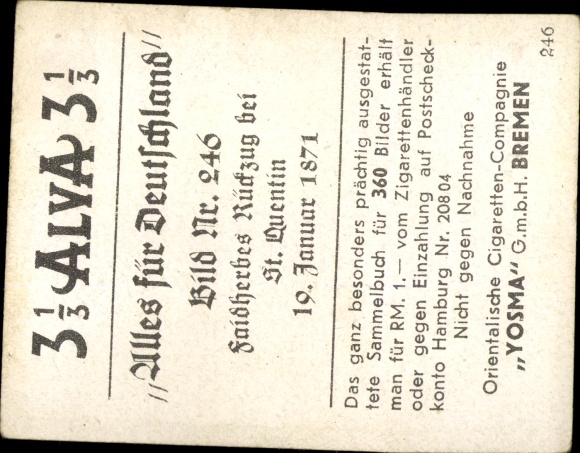 3 1/3 ALVA 3 1/3
„Alles für Deutschland"
Bild Nr. 246
Faidherbes Rückzug bei
St. Quentin
19. Januar 1871
Das ganz besonders prächtig ausgestat-
tete Sammelbuch für 360 Bilder erhält
man für RM. 1.— vom Zigarettenhändler
oder gegen Einzahlung auf Postscheck-
konto Hamburg Nr. 20804
Nicht gegen Nachnahme
Orientalische Cigaretten-Compagnie
„YOSMA" G.m.b.H. BREMEN
246